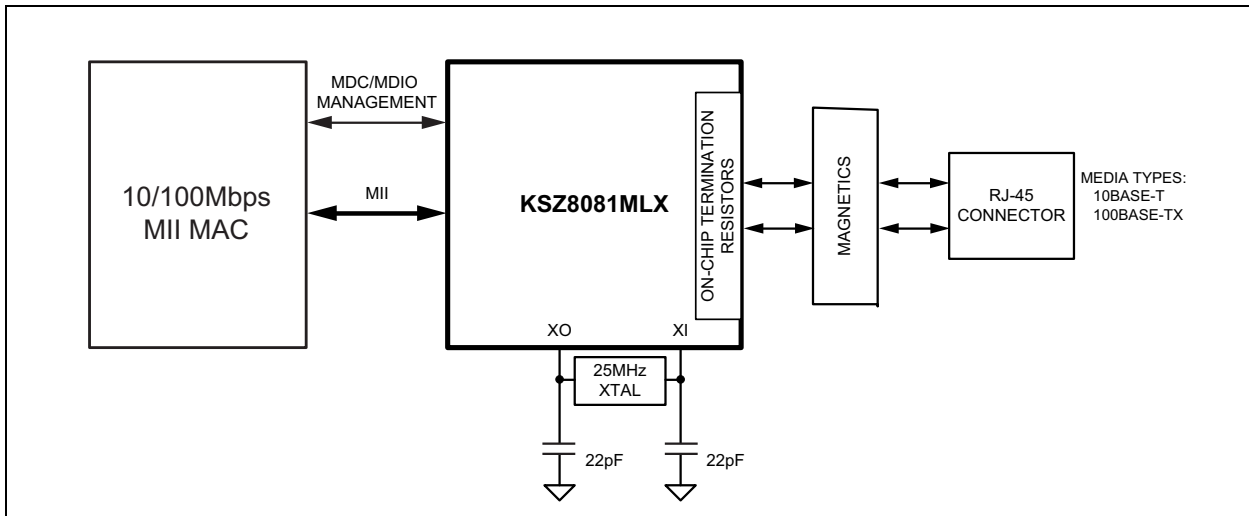 MDC/MDIO
MANAGEMENT
10/100Mbps
MII MAC
MII
KSZ8081MLX
ON-CHIP TERMINATION
RESISTORS
MAGNETICS
RJ-45
CONNECTOR
MEDIA TYPES:
10BASE-T
100BASE-TX
XO
XI
25MHz
XTAL
22pF
22pF